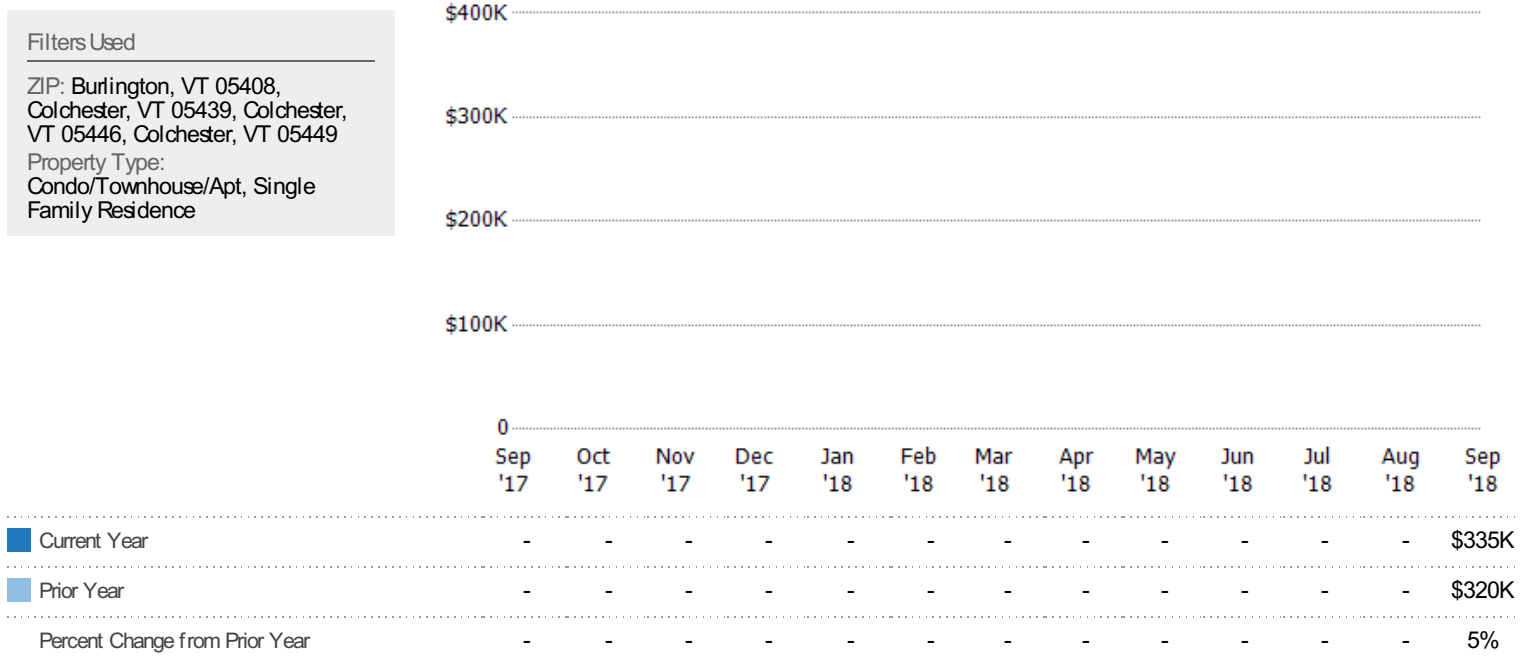 Filters Used
ZIP: Burlington, VT 05408,
Colchester, VT 05439, Colchester,
VT 05446, Colchester, VT 05449
Property Type:
Condo/Townhouse/Apt, Single
Family Residence
$400K
$300K
$200K
$100K
0
Sep Oct Nov Dec Jan Feb Mar Apr May Jun Jul Aug Sep
'17 '17 '17 '17 '18 '18 '18 '18 '18 '18 '18 '18 '18
Current Year - - - - - - - - - - - - $335K
Prior Year - - - - - - - - - - - - $320K
Percent Change from Prior Year - - - - - - - - - - - - 5%